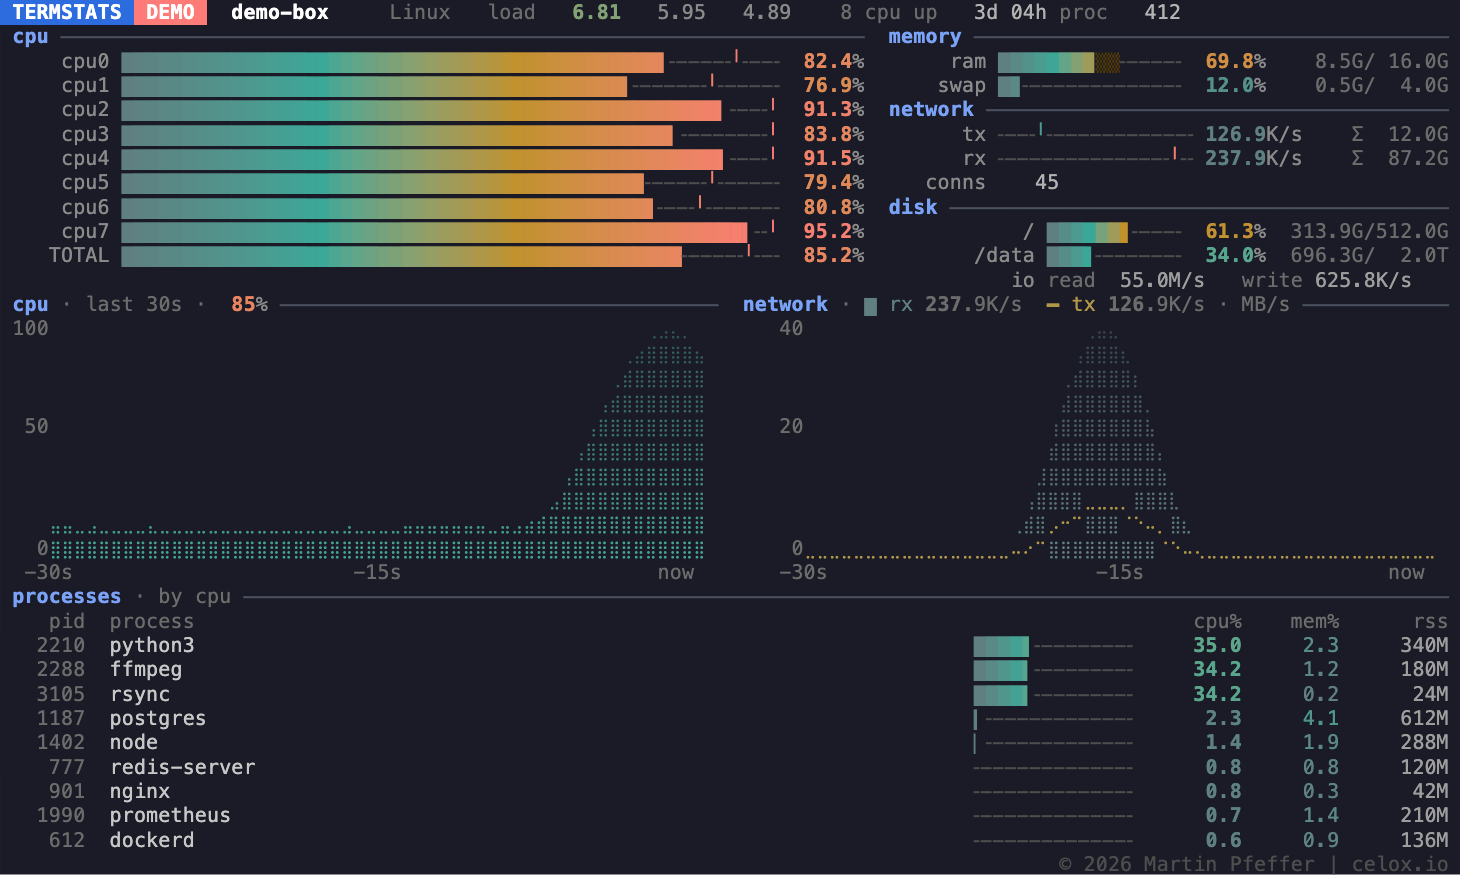 TERMSTATS DEMO demo-box Linux load 6.81 5.95 4.89 8 cpu up 3d 04h proc 412
cpu
cpu0 82.4%
cpu1 76.9%
cpu2 91.3%
cpu3 83.8%
cpu4 91.5%
cpu5 79.4%
cpu6 80.8%
cpu7 95.2%
TOTAL 85.2%
memory
ram 69.8% 8.5G/ 16.0G
swap 12.0% 0.5G/ 4.0G
network
tx 126.9K/s Σ 12.0G
rx 237.9K/s Σ 87.2G
conns 45
disk
/ 61.3% 313.9G/512.0G
/data 34.0% 696.3G/ 2.0T
io read 55.0M/s write 625.8K/s
cpu · last 30s · 85%
100
50
0
-30s -15s now
network · rx 237.9K/s tx 126.9K/s · MB/s
40
20
0
-30s -15s now
processes · by cpu
pid process cpu% mem% rss
2210 python3 35.0 2.3 340M
2288 ffmpeg 34.2 1.2 180M
3105 rsync 34.2 0.2 24M
1187 postgres 2.3 4.1 612M
1402 node 1.4 1.9 288M
777 redis-server 0.8 0.8 120M
901 nginx 0.8 0.3 42M
1990 prometheus 0.7 1.4 210M
612 dockerd 0.6 0.9 136M
© 2026 Martin Pfeffer | celox.io